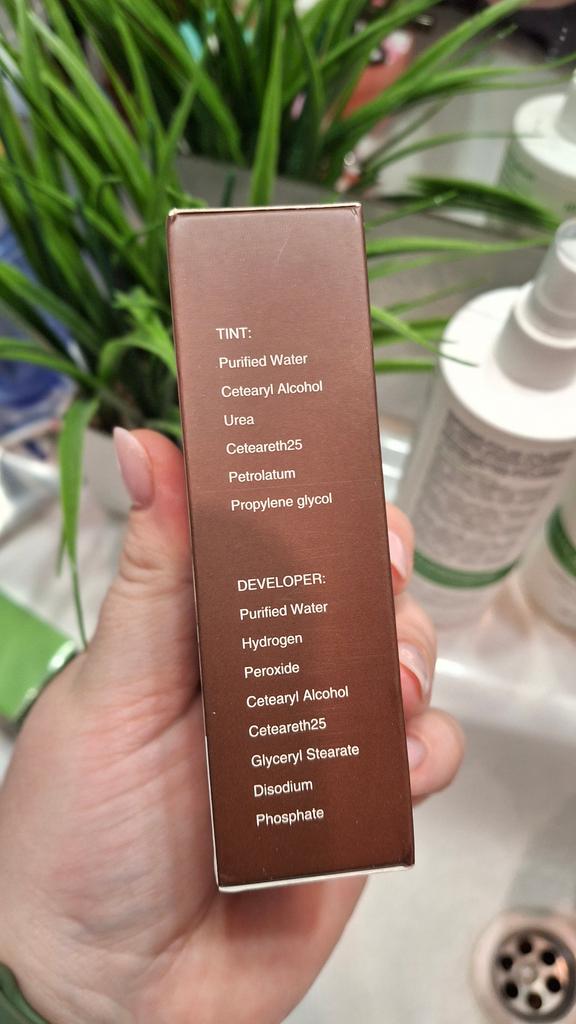 TINT:
Purified Water
Cetearyl Alcohol
Urea
Ceteareth25
Petrolatum
Propylene glycol
DEVELOPER:
Purified Water
Hydrogen
Peroxide
Cetearyl Alcohol
Ceteareth25
Glyceryl Stearate
Disodium
Phosphate